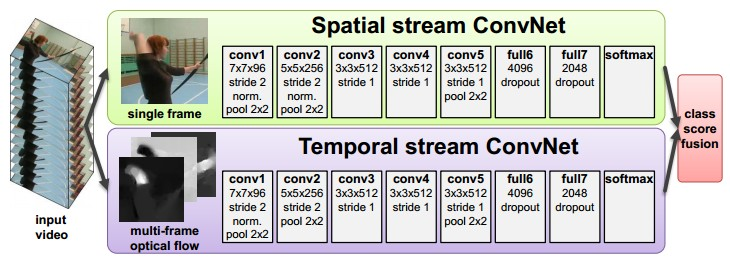 Spatial stream ConvNet
conv1
7x7x96
stride 2
norm.
pool 2x2
conv2
5x5x256
stride 2
norm.
pool 2x2
conv3
3x3x512
stride 1
conv4
3x3x512
stride 1
conv5
3x3x512
stride 1
pool 2x2
full6
4096
dropout
full7
2048
dropout
softmax
single frame
Temporal stream ConvNet
conv1
7x7x96
stride 2
norm.
pool 2x2
conv2
5x5x256
stride 2
pool 2x2
conv3
3x3x512
stride 1
conv4
3x3x512
stride 1
conv5
3x3x512
stride 1
pool 2x2
full6
4096
dropout
full7
2048
dropout
softmax
multi-frame
optical flow
input
video
class
score
fusion